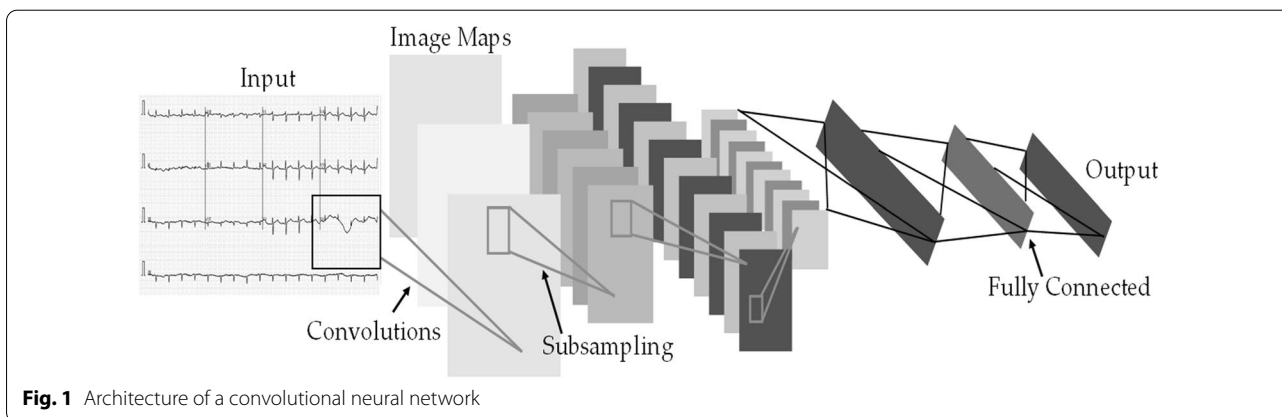 Image Maps
Input
Output
Fully Connected
Convolutions
Subsampling
Fig. 1 Architecture of a convolutional neural network